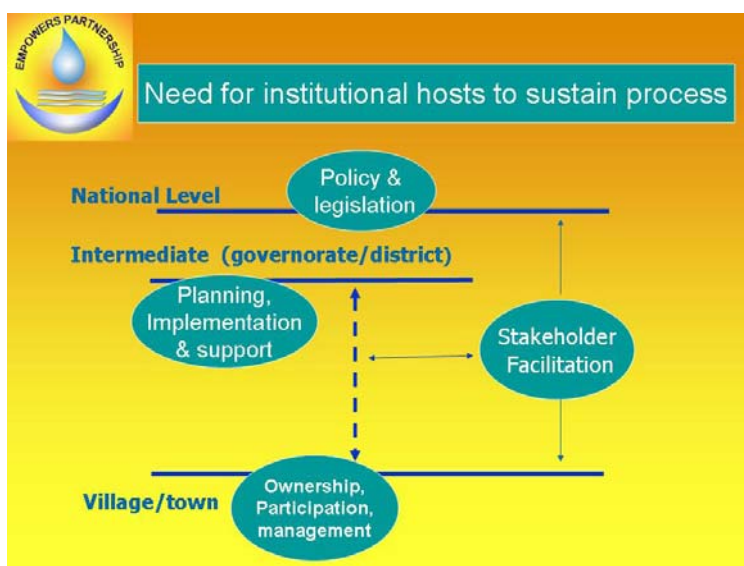 EMPOWERS PARTNERSHIP
Need for institutional hosts to sustain process
National Level
Policy &
legislation
Intermediate (governorate/district)
Planning,
Implementation
& support
Stakeholder
Facilitation
Village/town
Ownership,
Participation,
management